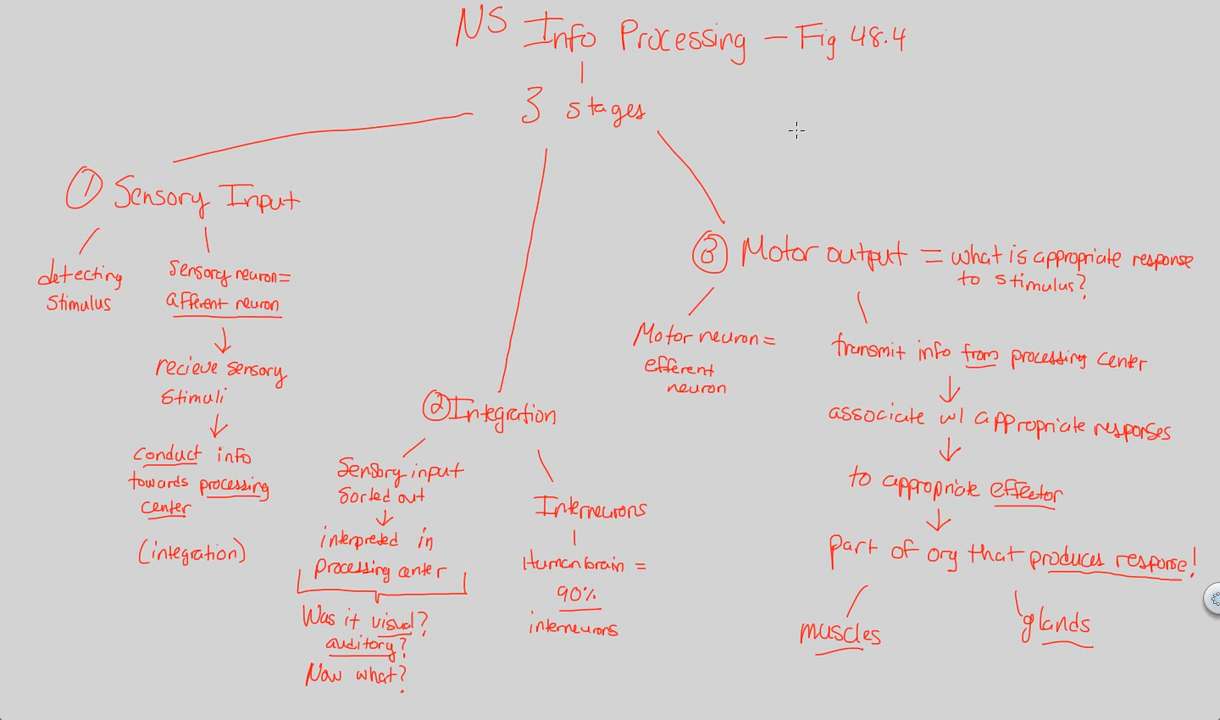 NS Info Processing – Fig 48.4
3 stages
① Sensory Input
detecting
stimulus
Sensory neuron =
afferent neuron
recieve sensory
stimuli
conduct info
towards processing
center
(integration)
② Integration
Sensory input
sorted out
interpreted in
processing center
Was it visual?
auditory?
Now what?
Interneurons
Human brain =
90%
interneurons
③ Motor output = what is appropriate response
to stimulus?
Motor neuron =
efferent
neuron
transmit info from processing center
associate w/ appropriate responses
to appropriate effector
part of org that produces response!
muscles
glands